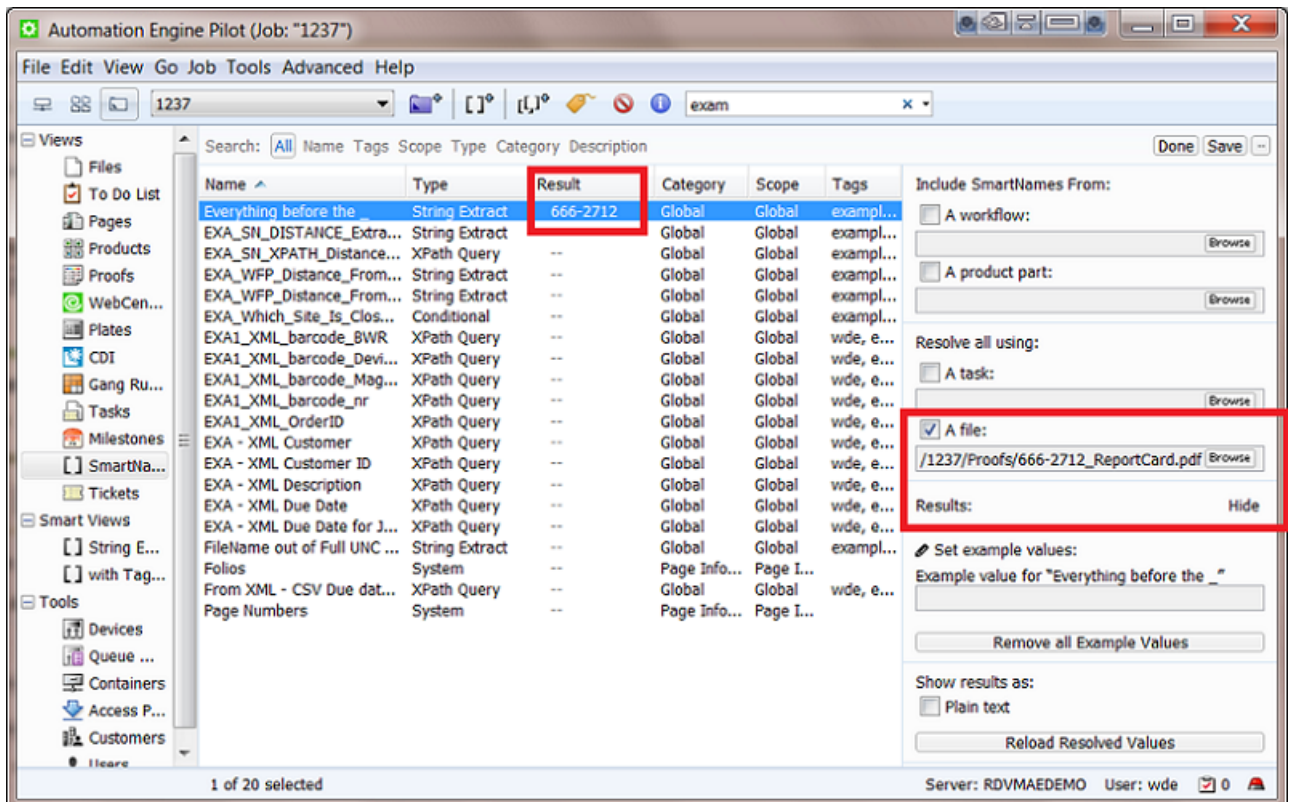 Automation Engine Pilot (Job: "1237")
File Edit View Go Job Tools Advanced Help
1237
exam
Views
Files
To Do List
Pages
Products
Proofs
WebCen...
Plates
CDI
Gang Ru...
Tasks
Milestones
[ ] SmartNa...
Tickets
Smart Views
[ ] String E...
[ ] with Tag...
Tools
Devices
Queue ...
Containers
Access P...
Customers
Users
Search: All Name Tags Scope Type Category Description
Done Save ...
Name Type Result Category Scope Tags
Everything before the _ String Extract 666-2712 Global Global exampl...
EXA_SN_DISTANCE_Extra... String Extract Global Global exampl...
EXA_SN_XPATH_Distance... XPath Query -- Global Global exampl...
EXA_WFP_Distance_From... String Extract -- Global Global exampl...
EXA_WFP_Distance_From... String Extract -- Global Global exampl...
EXA_Which_Site_Is_Clos... Conditional -- Global Global exampl...
EXA1_XML_barcode_BWR XPath Query -- Global Global wde, e...
EXA1_XML_barcode_Devi... XPath Query -- Global Global wde, e...
EXA1_XML_barcode_Mag... XPath Query -- Global Global wde, e...
EXA1_XML_barcode_nr XPath Query -- Global Global wde, e...
EXA1_XML_OrderID XPath Query -- Global Global wde, e...
EXA - XML Customer XPath Query -- Global Global wde, e...
EXA - XML Customer ID XPath Query -- Global Global wde, e...
EXA - XML Description XPath Query -- Global Global wde, e...
EXA - XML Due Date XPath Query -- Global Global wde, e...
EXA - XML Due Date for J... XPath Query -- Global Global wde, e...
FileName out of Full UNC ... String Extract -- Global Global exampl...
Folios System -- Page Info... Page I...
From XML - CSV Due dat... XPath Query -- Global Global wde, e...
Page Numbers System -- Page Info... Page I...
Include SmartNames From:
A workflow:
Browse
A product part:
Browse
Resolve all using:
A task:
Browse
A file:
/1237/Proofs/666-2712_ReportCard.pdf Browse
Results: Hide
Set example values:
Example value for "Everything before the _"
Remove all Example Values
Show results as:
Plain text
Reload Resolved Values
1 of 20 selected
Server: RDVMAEDEMO User: wde 0